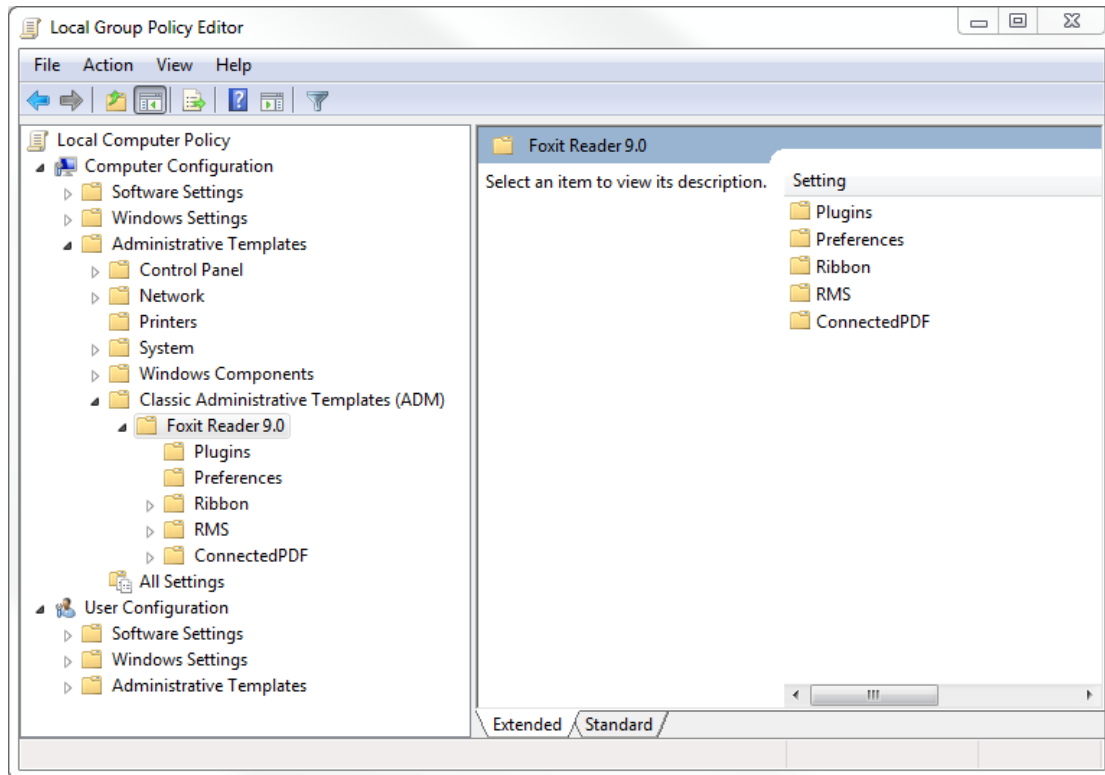 Local Group Policy Editor
File Action View Help
Local Computer Policy
Computer Configuration
Software Settings
Windows Settings
Administrative Templates
Control Panel
Network
Printers
System
Windows Components
Classic Administrative Templates (ADM)
Foxit Reader 9.0
Plugins
Preferences
Ribbon
RMS
ConnectedPDF
All Settings
User Configuration
Software Settings
Windows Settings
Administrative Templates
Foxit Reader 9.0
Select an item to view its description.
Setting
Plugins
Preferences
Ribbon
RMS
ConnectedPDF
Extended Standard